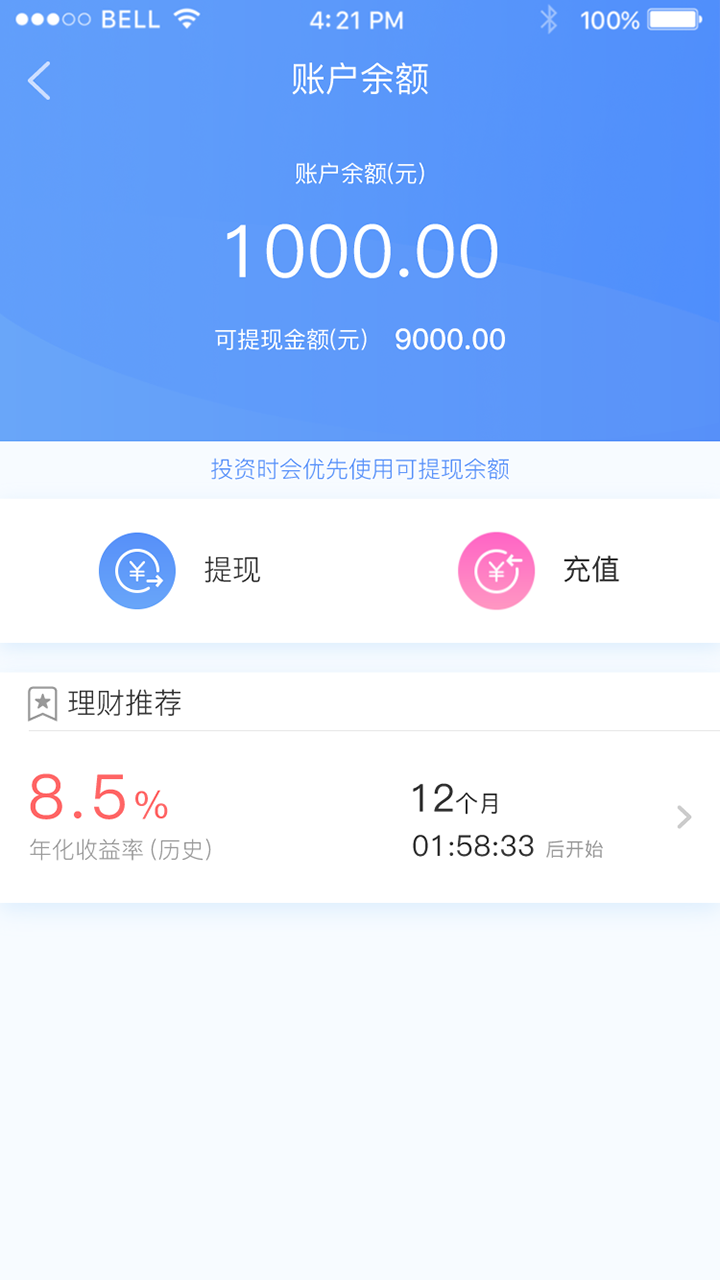 BELL 4:21 PM 100%
账户余额
账户余额(元)
1000.00
可提现金额(元) 9000.00
投资时会优先使用可提现余额
提现 充值
理财推荐
8.5% 12个月
年化收益率(历史) 01:58:33 后开始